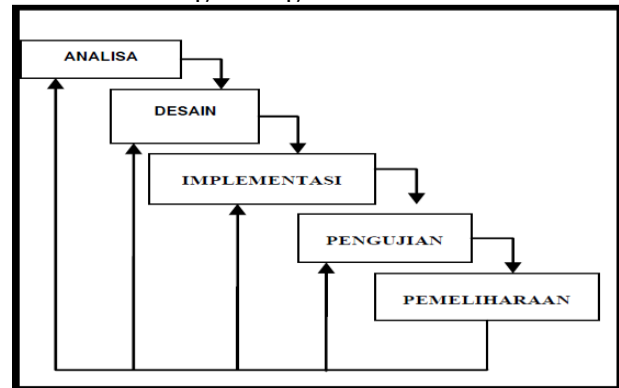 ANALISA
DESAIN
IMPLEMENTASI
PENGUJIAN
PEMELIHARAAN